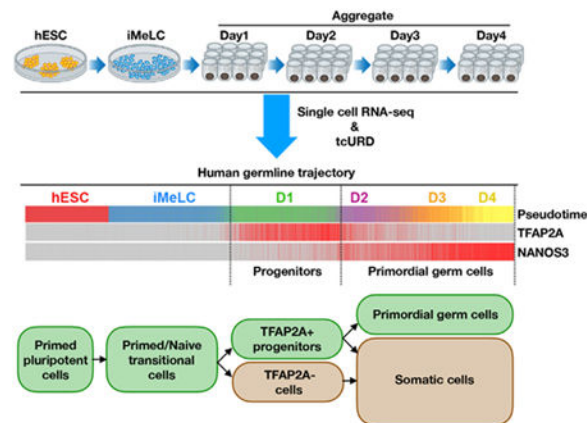 Aggregate
hESC iMeLC Day1 Day2 Day3 Day4
Single cell RNA-seq
&
tcURD
Human germline trajectory
hESC iMeLC D1 D2 D3 D4
Pseudotime
TFAP2A
NANOS3
Progenitors Primordial germ cells
Primed
pluripotent
cells
Primed/Naive
transitional
cells
TFAP2A+
progenitors
TFAP2A-
cells
Primordial germ cells
Somatic cells